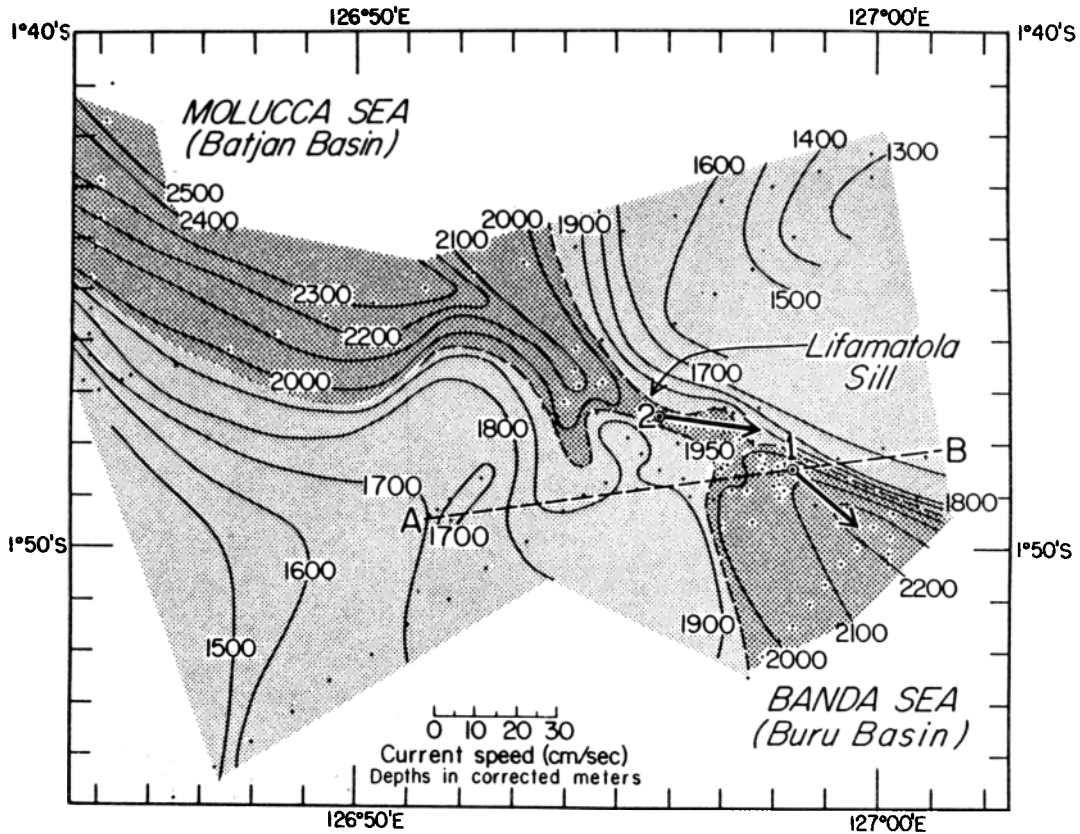 126°50'E
127°00'E
1°40'S
1°40'S
MOLUCCA SEA
(Batjan Basin)
1400
1300
1600
2500
2400
2000
1900
2100
2300
1500
2200
Lifamatola
Sill
2000
1700
2
1800
1950
1
B
1700
A
1700
1800
1°50'S
1°50'S
1600
2200
1900
2100
1500
2000
BANDA SEA
(Buru Basin)
0 10 20 30
Current speed (cm/sec)
Depths in corrected meters
126°50'E
127°00'E